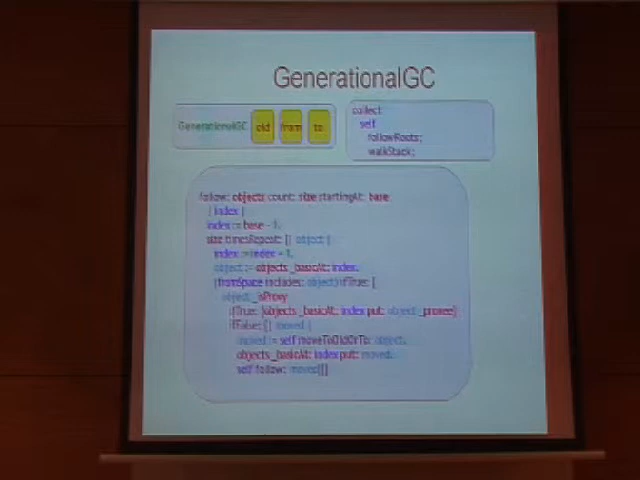 GenerationalGC
GenerationalGC old from to
collect
self
followRoots;
walkStack;
follow: objects count: size startingAt: base
| index |
index := base - 1.
size timesRepeat: [| object |
index := index + 1.
object := objects _basicAt: index.
(fromSpace includes: object) ifTrue: [
object _isProxy
ifTrue: [objects _basicAt: index put: object _proxee]
ifFalse: [| moved |
moved := self moveToOldOrTo: object.
objects _basicAt: index put: moved.
self follow: moved]]]